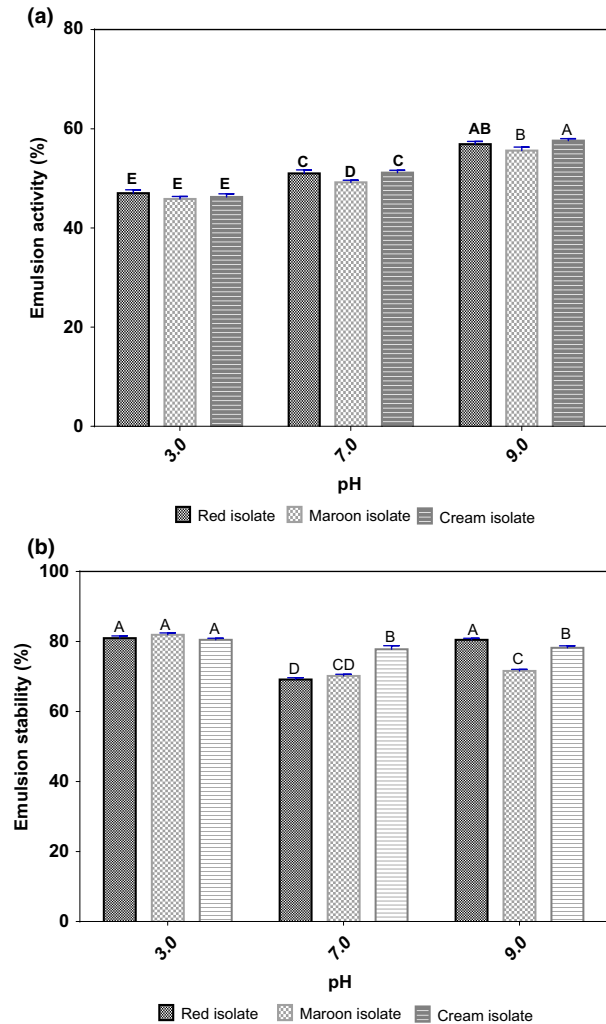 (a)
80
60
40
20
0
Emulsion activity (%)
E E E
C D C
AB B A
3.0 7.0 9.0
pH
Red isolate Maroon isolate Cream isolate
(b)
100
80
60
40
20
0
Emulsion stability (%)
A A A
D CD B
A C B
3.0 7.0 9.0
pH
Red isolate Maroon isolate Cream isolate